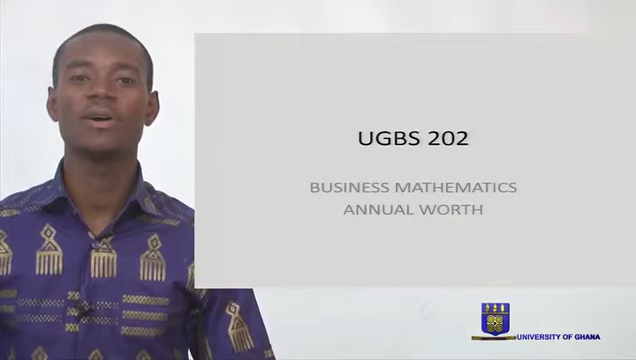 UGBS 202
BUSINESS MATHEMATICS
ANNUAL WORTH
UNIVERSITY OF GHANA